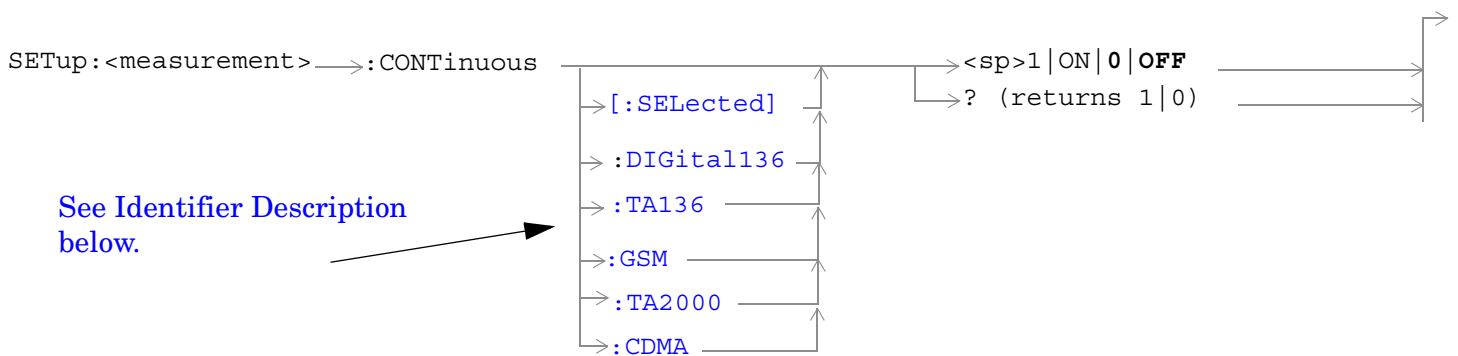 SETup:<measurement> :CONTinuous <sp>1|ON|0|OFF
[:SELected] ? (returns 1|0)
:DIGital136
:TA136
See Identifier Description
below.
:GSM
:TA2000
:CDMA